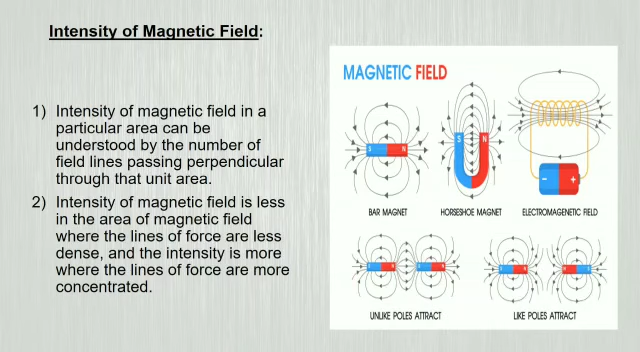 Intensity of Magnetic Field:
1) Intensity of magnetic field in a
particular area can be
understood by the number of
field lines passing perpendicular
through that unit area.
2) Intensity of magnetic field is less
in the area of magnetic field
where the lines of force are less
dense, and the intensity is more
where the lines of force are more
concentrated.
MAGNETIC FIELD
S N
S N
- +
BAR MAGNET
HORSESHOE MAGNET
ELECTROMAGENETIC FIELD
UNLIKE POLES ATTRACT
LIKE POLES ATTRACT